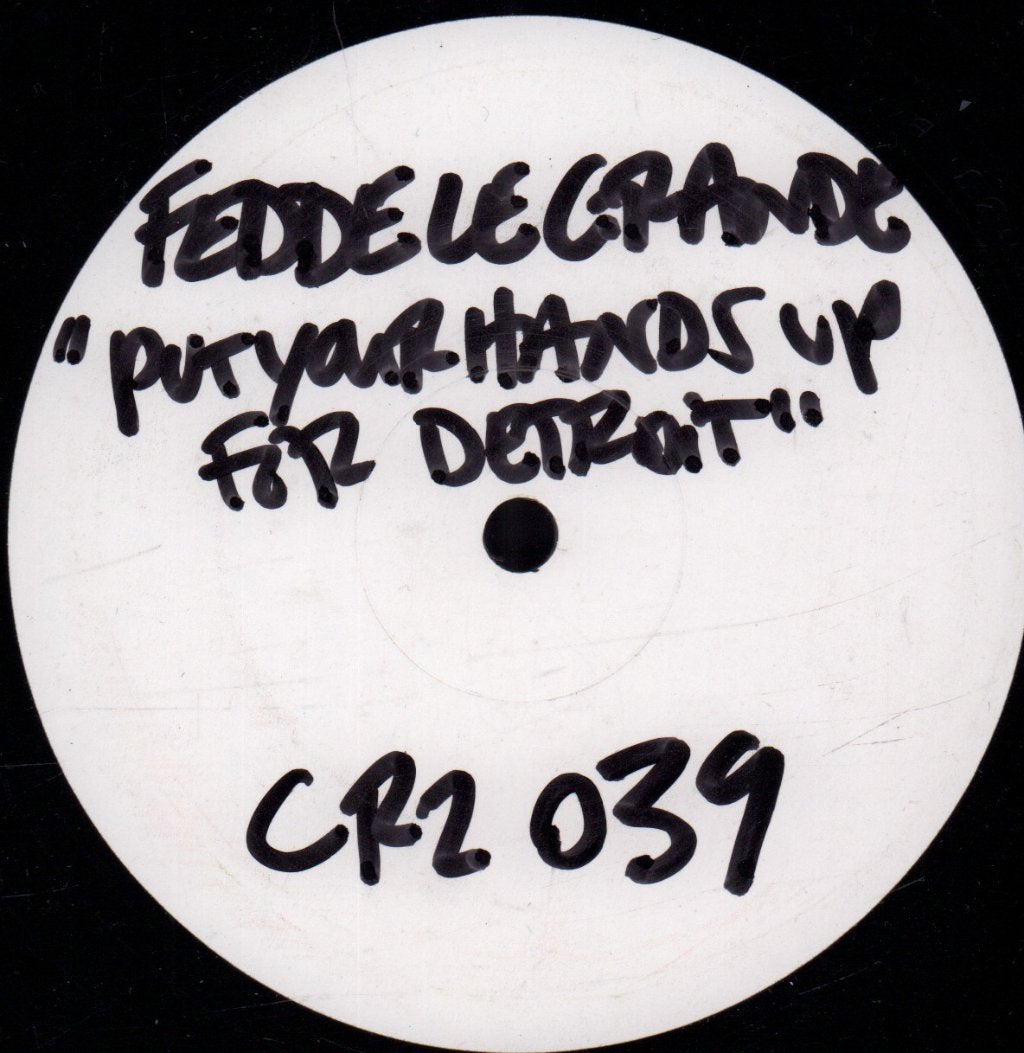 FEDDE LE GRANDE
"PUT YOUR HANDS UP
FOR DETROIT"
CR2 039